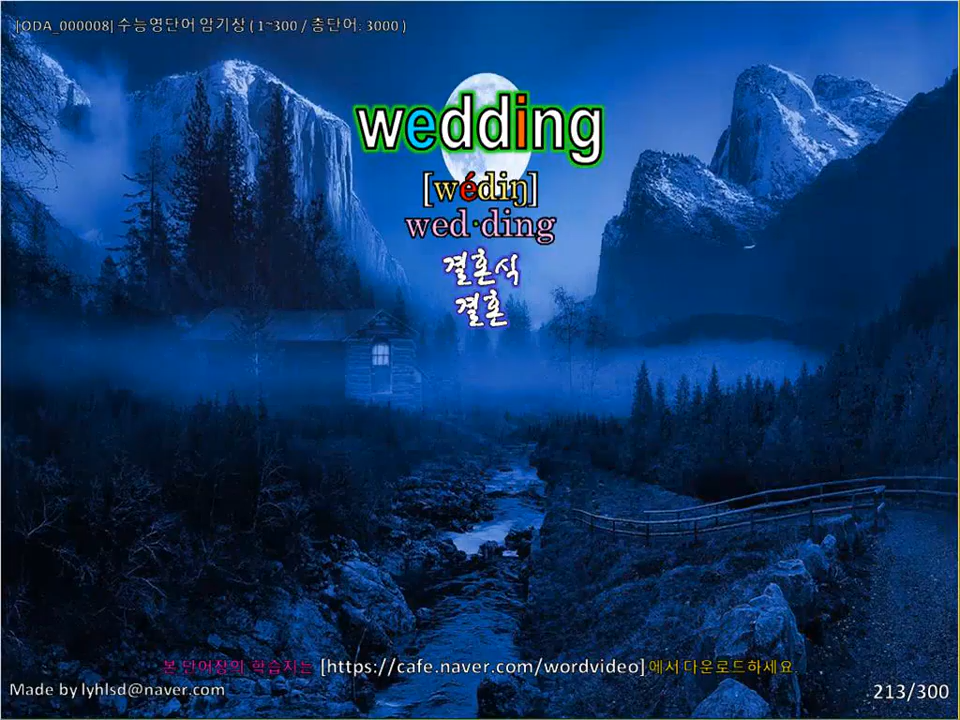 [ODA_000008] 수능영단어 암기상 ( 1~300 / 총단어: 3000 )
wedding
[wédiŋ]
wed·ding
결혼식
결혼
본 단어장의 학습자는 [https://cafe.naver.com/wordvideo] 에서 다운로드하세요.
Made by lyhlsd@naver.com
213/300